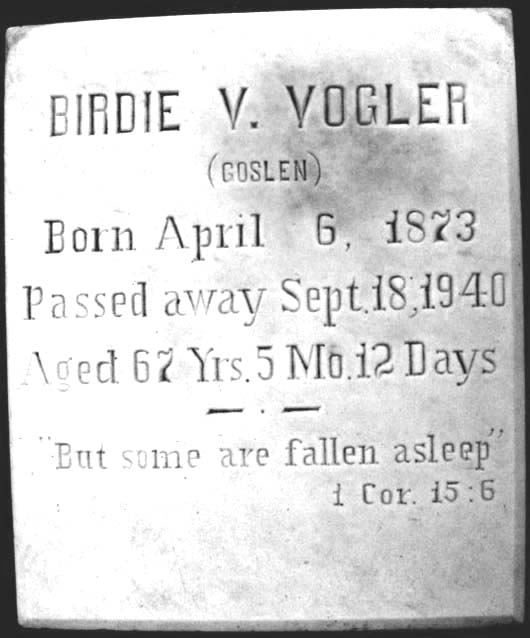 BIRDIE V. VOGLER
(GOSLEN)
Born April 6, 1873
Passed away Sept. 18, 1940
Aged 67 Yrs. 5 Mo. 12 Days
— . —
"But some are fallen asleep"
1 Cor. 15:6